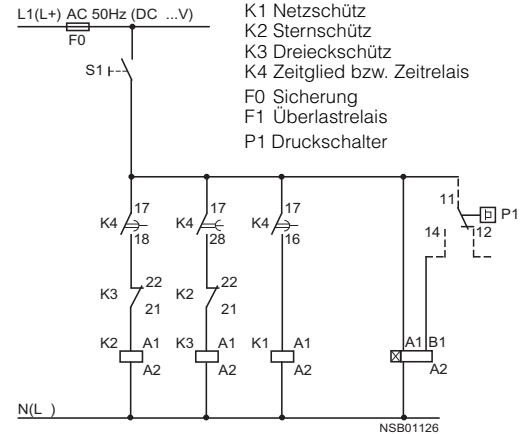 L1(L+) AC 50Hz (DC ...V)
F0
S1
K1 Netzschütz
K2 Sternschütz
K3 Dreieckschütz
K4 Zeitglied bzw. Zeitrelais
F0 Sicherung
F1 Überlastrelais
P1 Druckschalter
11
P1
14
12
K4 17
18
K4 17
28
K4 17
16
K3 22
21
K2 22
21
K2 A1
A2
K3 A1
A2
K1 A1
A2
A1 B1
A2
N(L )
NSB01126